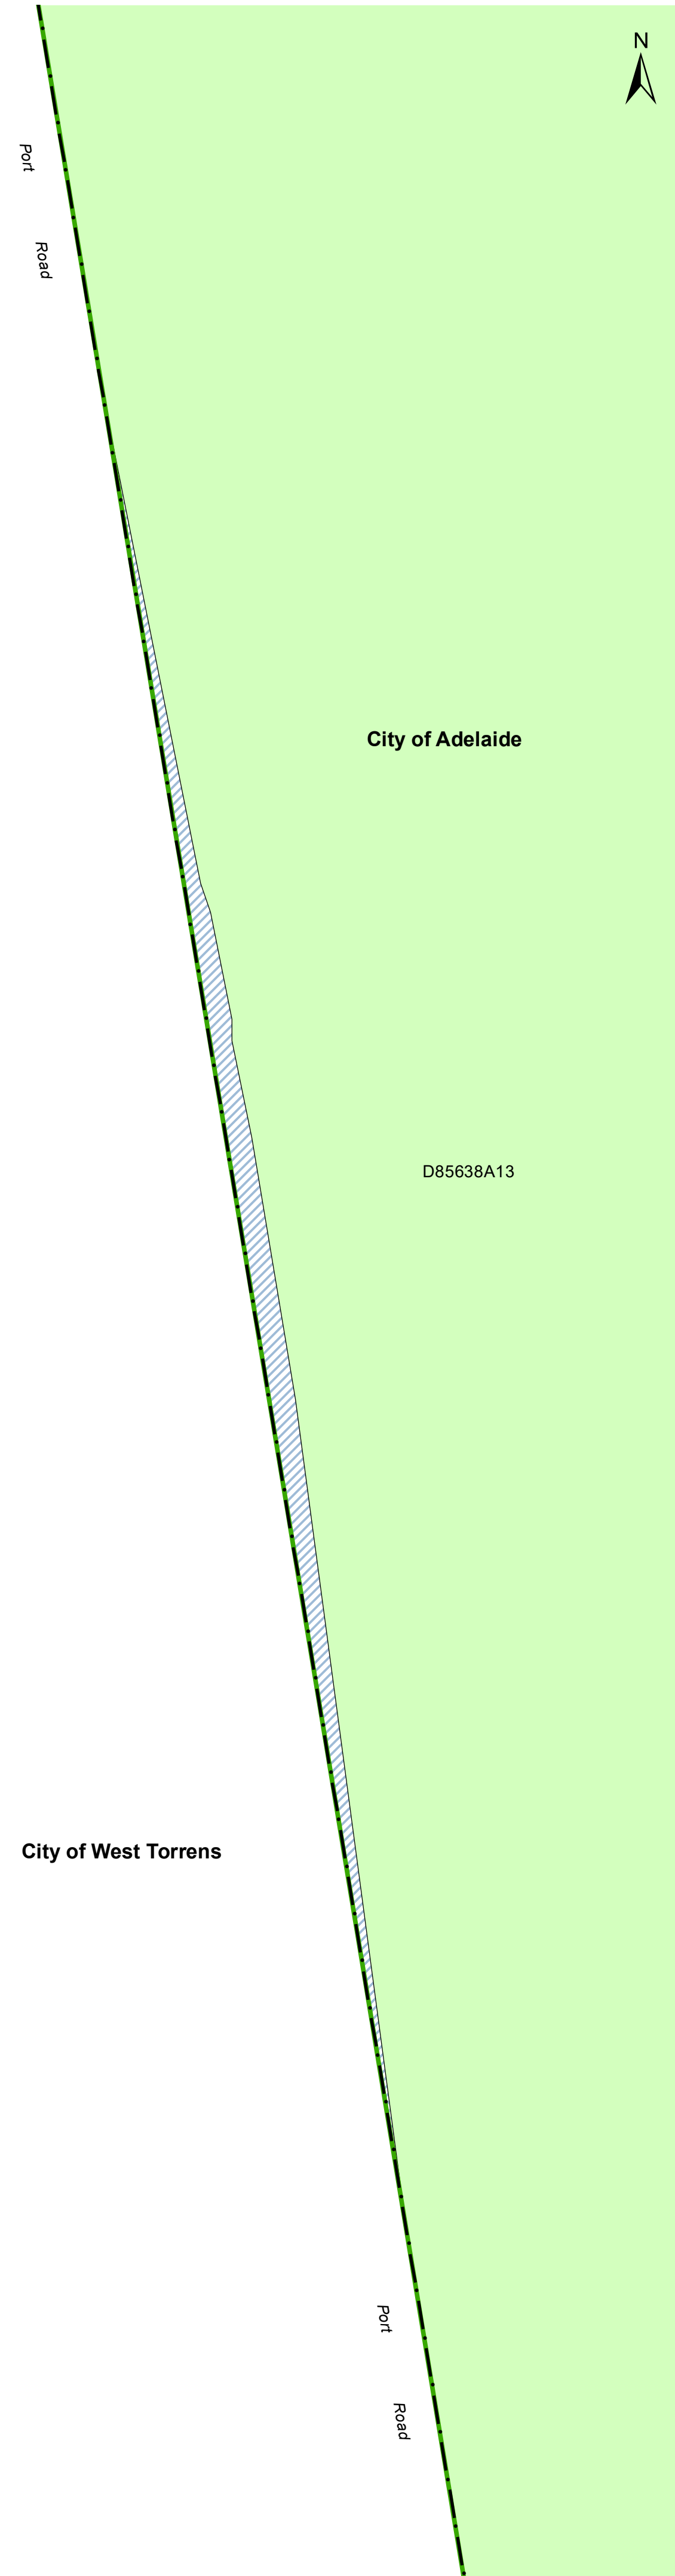 N
Port
Road
City of Adelaide
D85638A13
City of West Torrens
Port
Road